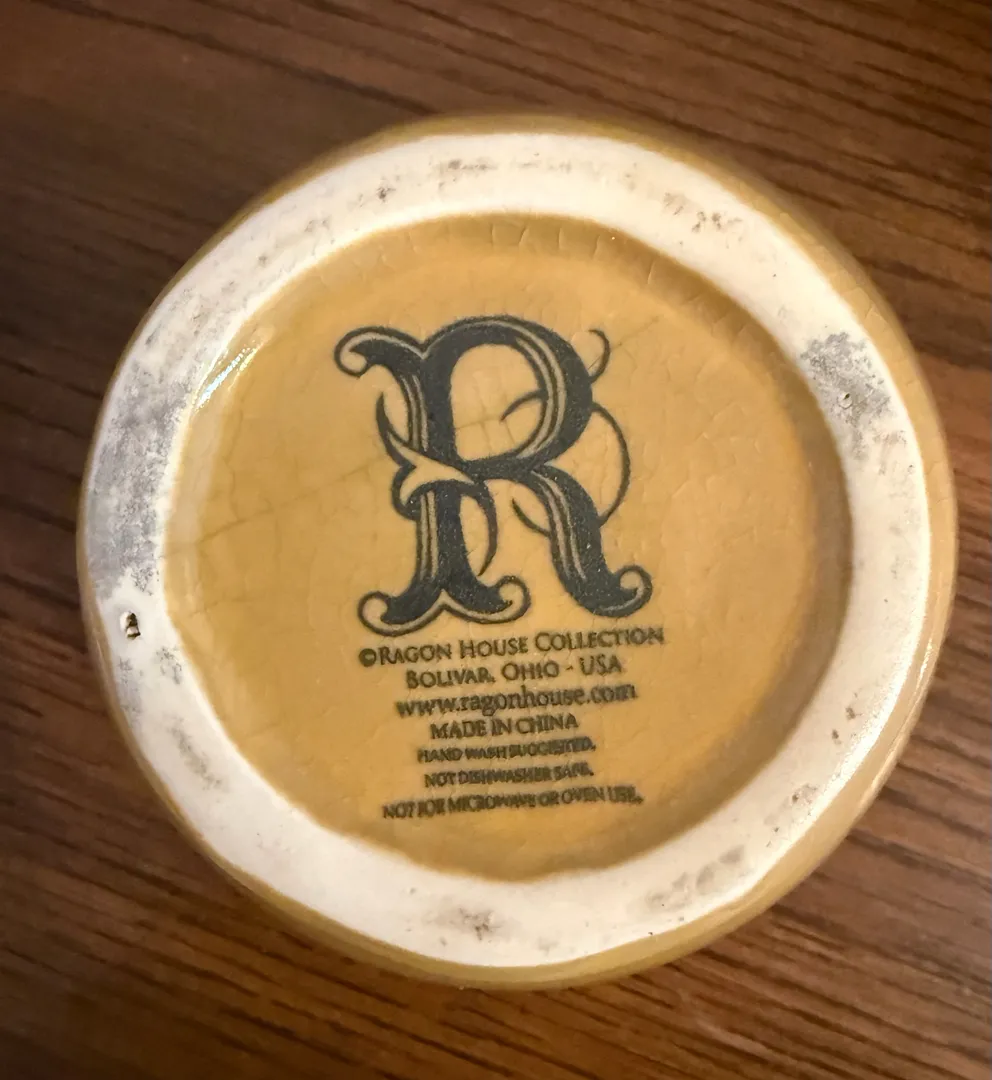 R
©RAGON HOUSE COLLECTION
BOLIVAR, OHIO - USA
www.ragonhouse.com
MADE IN CHINA
HAND WASH SUGGESTED.
NOT DISHWASHER SAFE.
NOT FOR MICROWAVE OR OVEN USE.